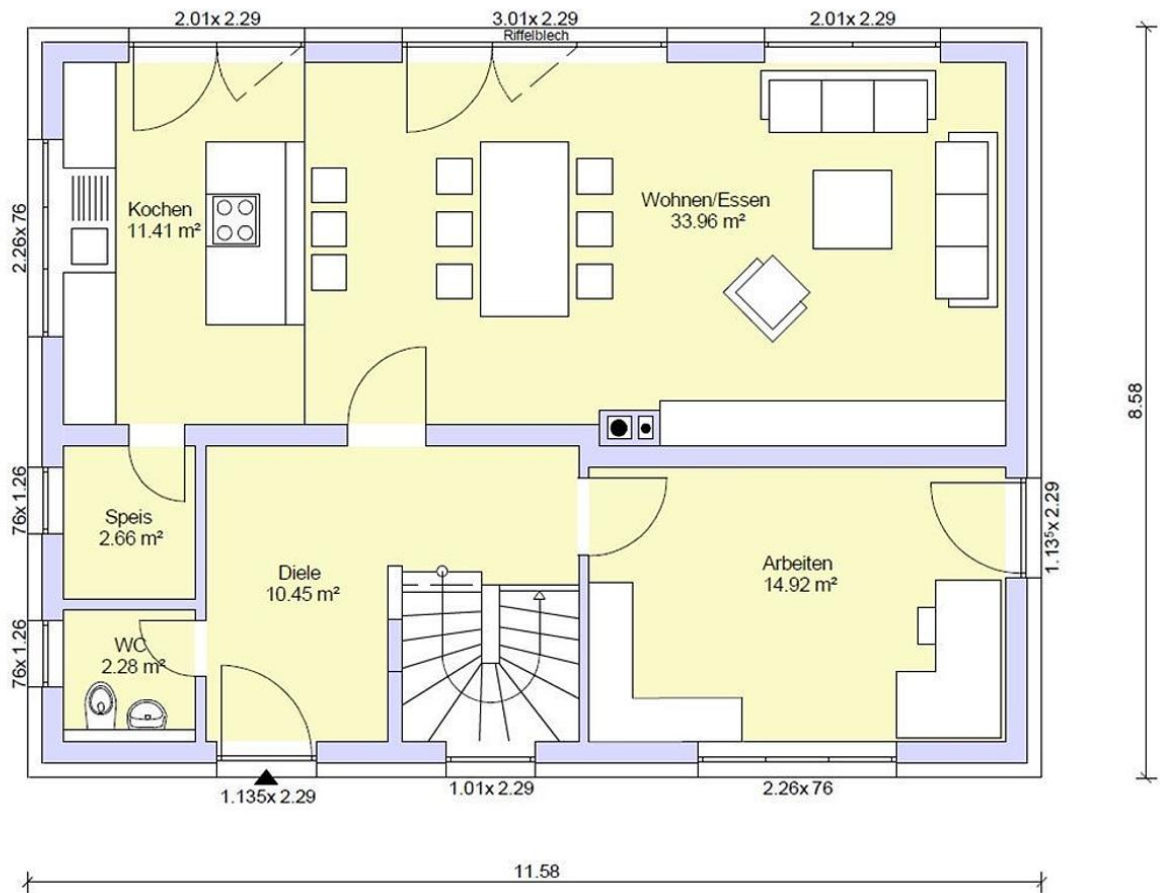 2.01x 2.29
3.01x 2.29
2.01x 2.29
Riffelblech
Kochen
11.41 m²
Wohnen/Essen
33.96 m²
2.26x 76
8.58
76x 1.26
Speis
2.66 m²
Diele
10.45 m²
Arbeiten
14.92 m²
1.13⁵x 2.29
76x 1.26
WC
2.28 m²
1.135x 2.29
1.01x 2.29
2.26x 76
11.58